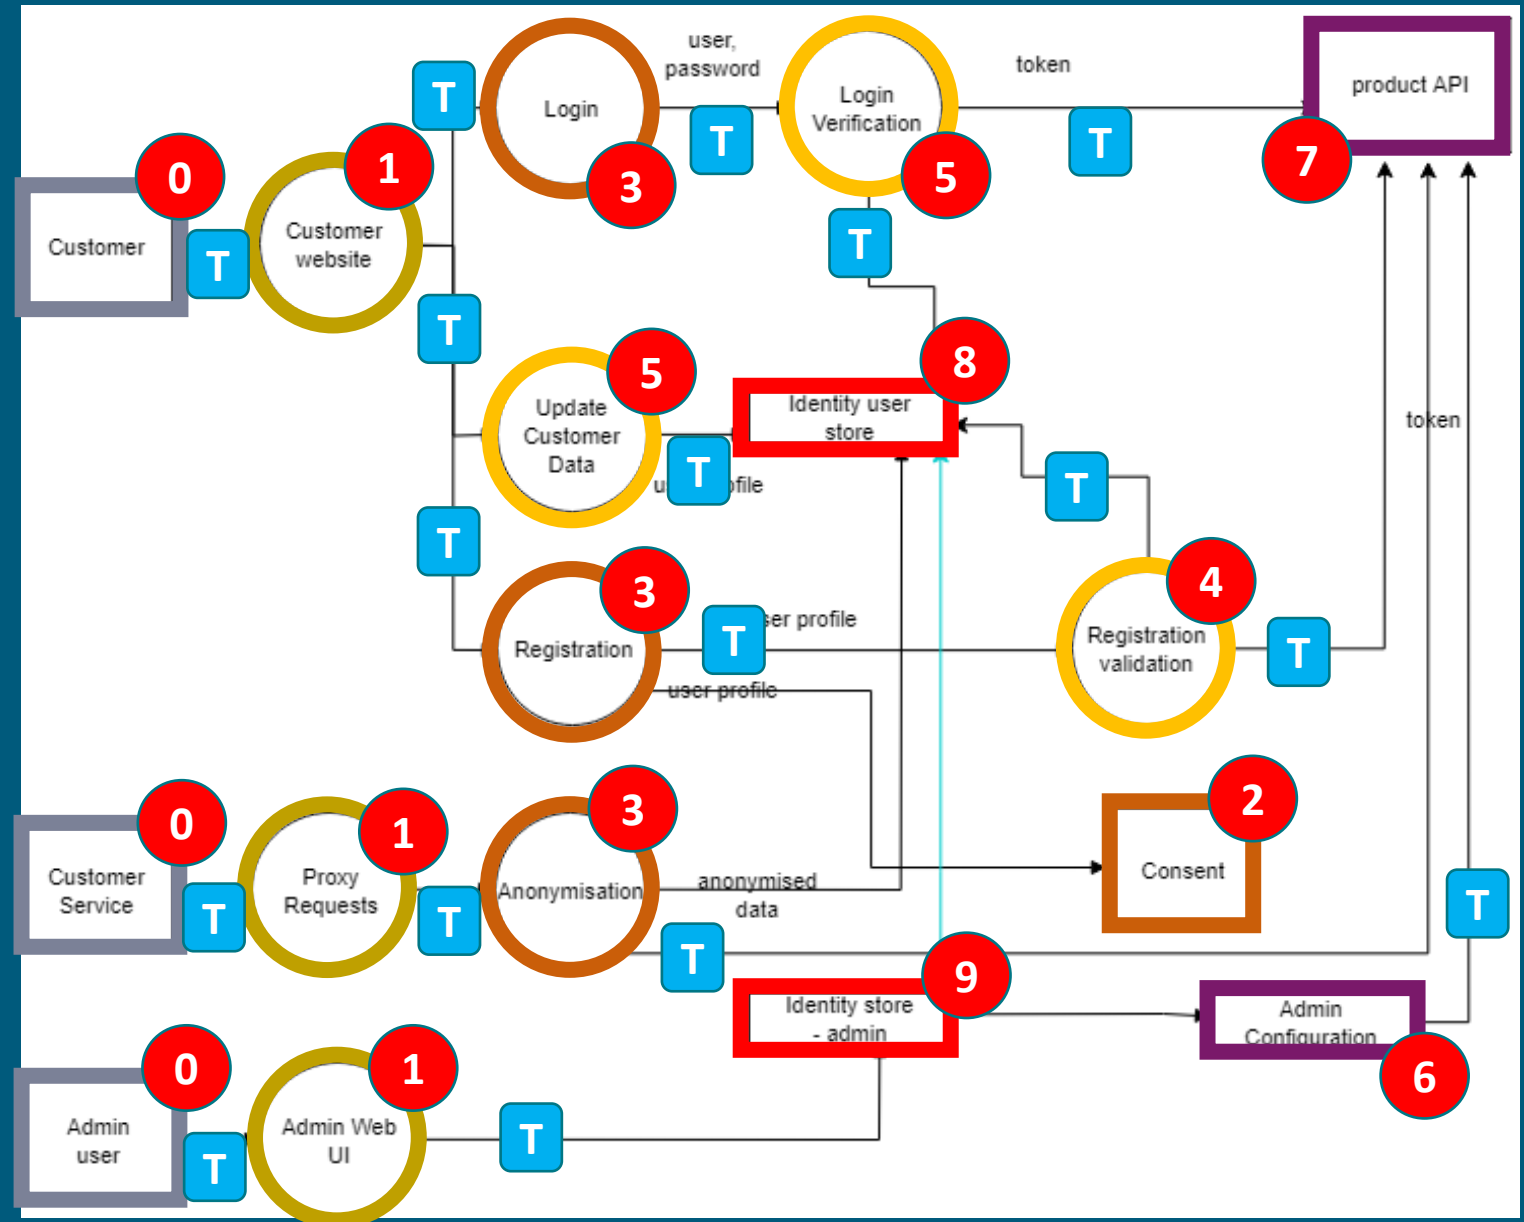 user,
password
token
T
Login
Login
Verification
product API
0
1
3
T
5
T
7
Customer
T
Customer
website
T
T
5
8
Update
Customer
Data
Identity user
store
token
T
T
3
4
T
user profile
Registration
Registration
validation
T
T
user profile
0
1
3
2
Customer
Service
Proxy
Requests
Anonymisation
anonymised
data
Consent
T
T
T
T
9
Identity store
- admin
Admin
Configuration
0
1
6
Admin
user
Admin Web
UI
T
T